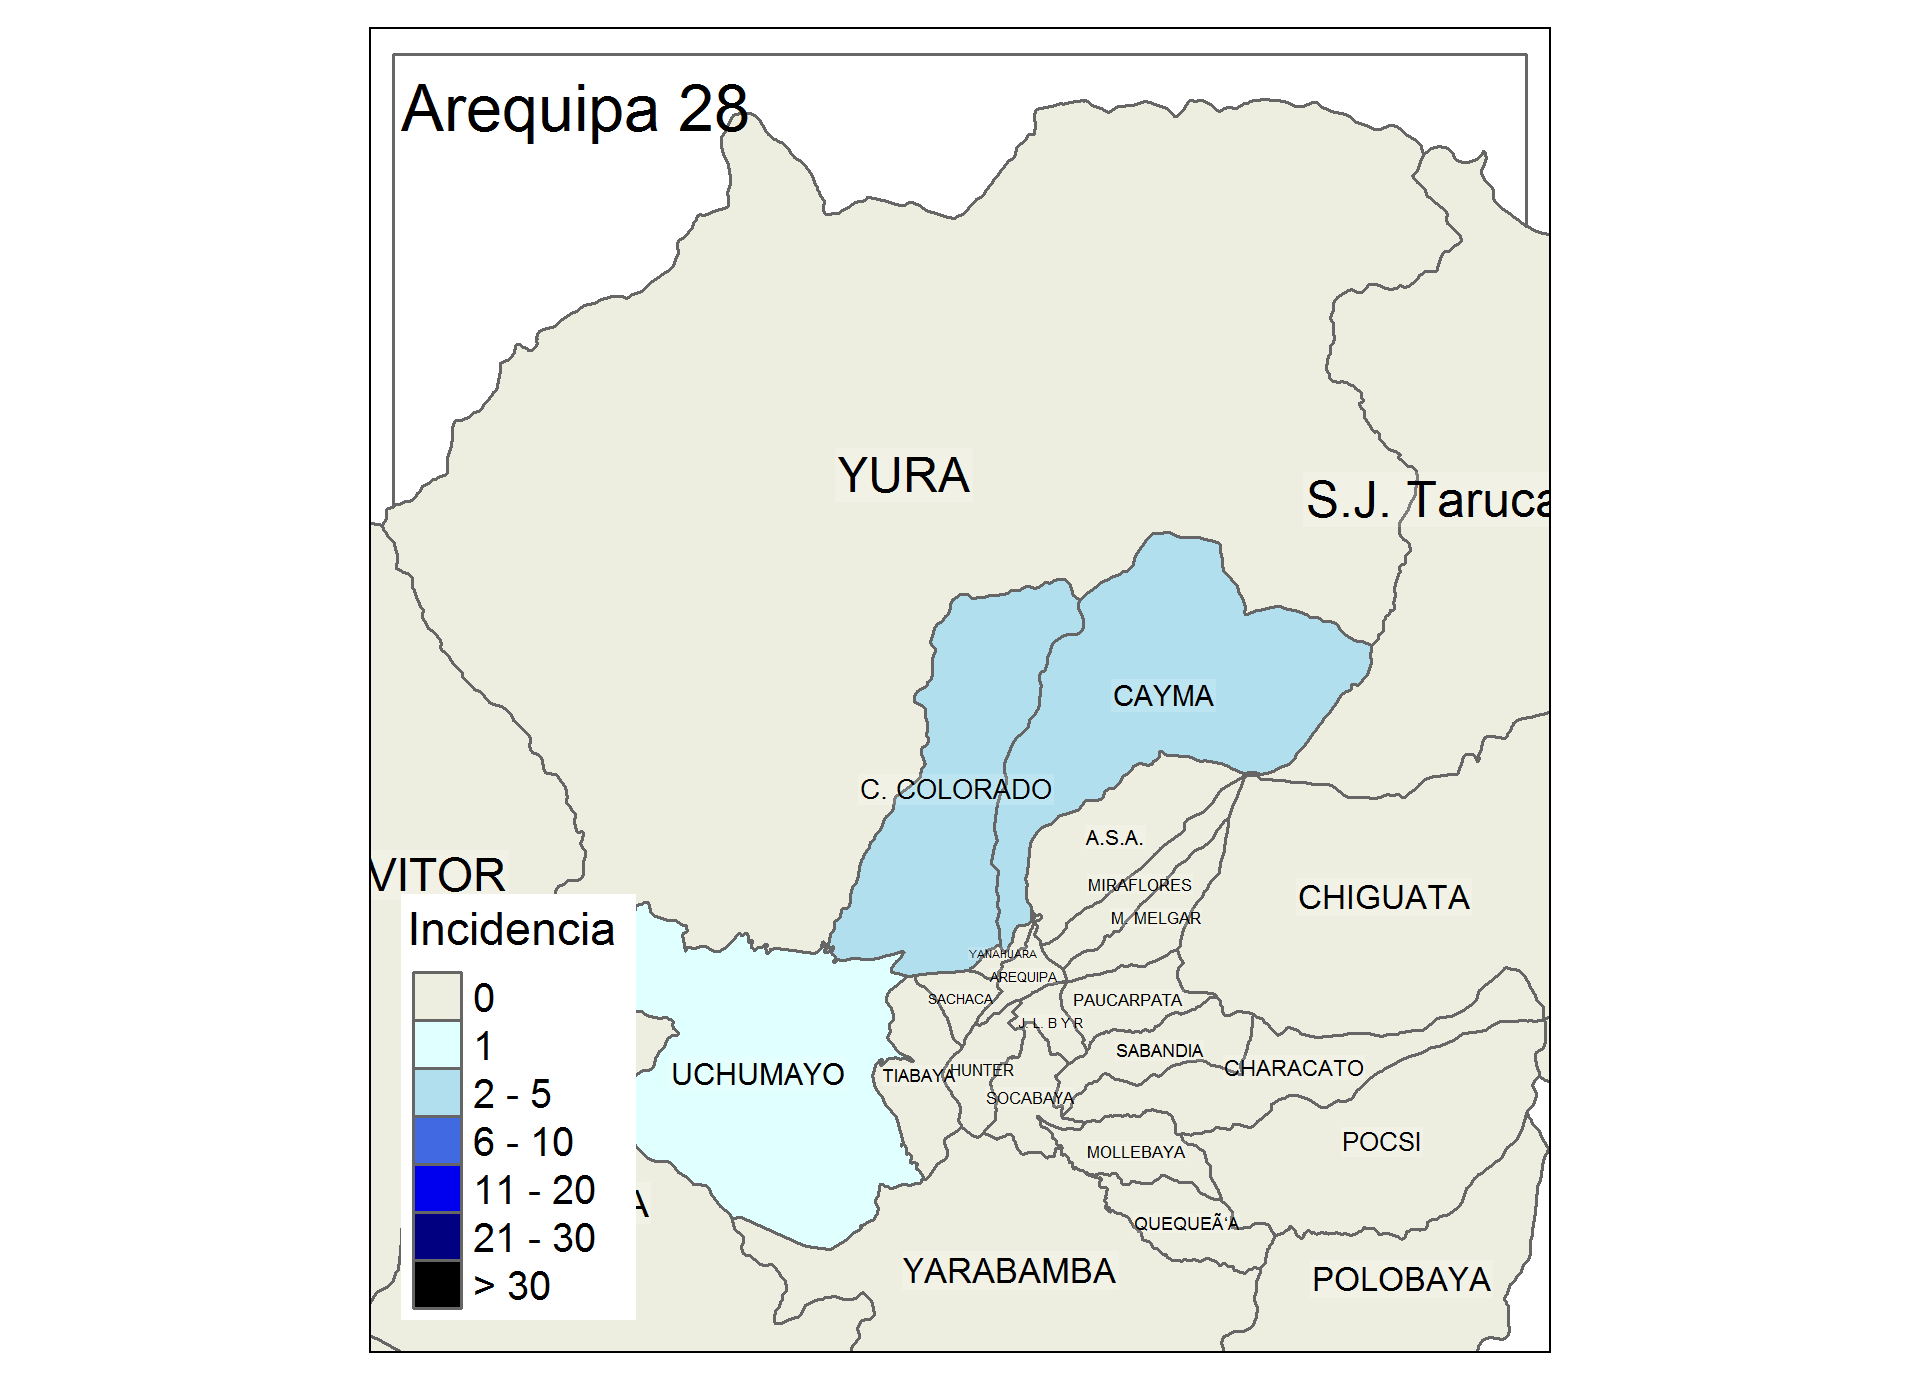 Arequipa 28
YURA
S.J. Taruca
CAYMA
C. COLORADO
A.S.A.
VITOR
MIRAFLORES
CHIGUATA
M. MELGAR
Incidencia
YANAHUARA
AREQUIPA
SACHACA
PAUCARPATA
J. L. B Y R
SABANDIA
CHARACATO
UCHUMAYO
TIABAYA
HUNTER
SOCABAYA
POCSI
MOLLEBAYA
A
QUEQUEÃ‘A
YARABAMBA
POLOBAYA
0
1
2 - 5
6 - 10
11 - 20
21 - 30
> 30